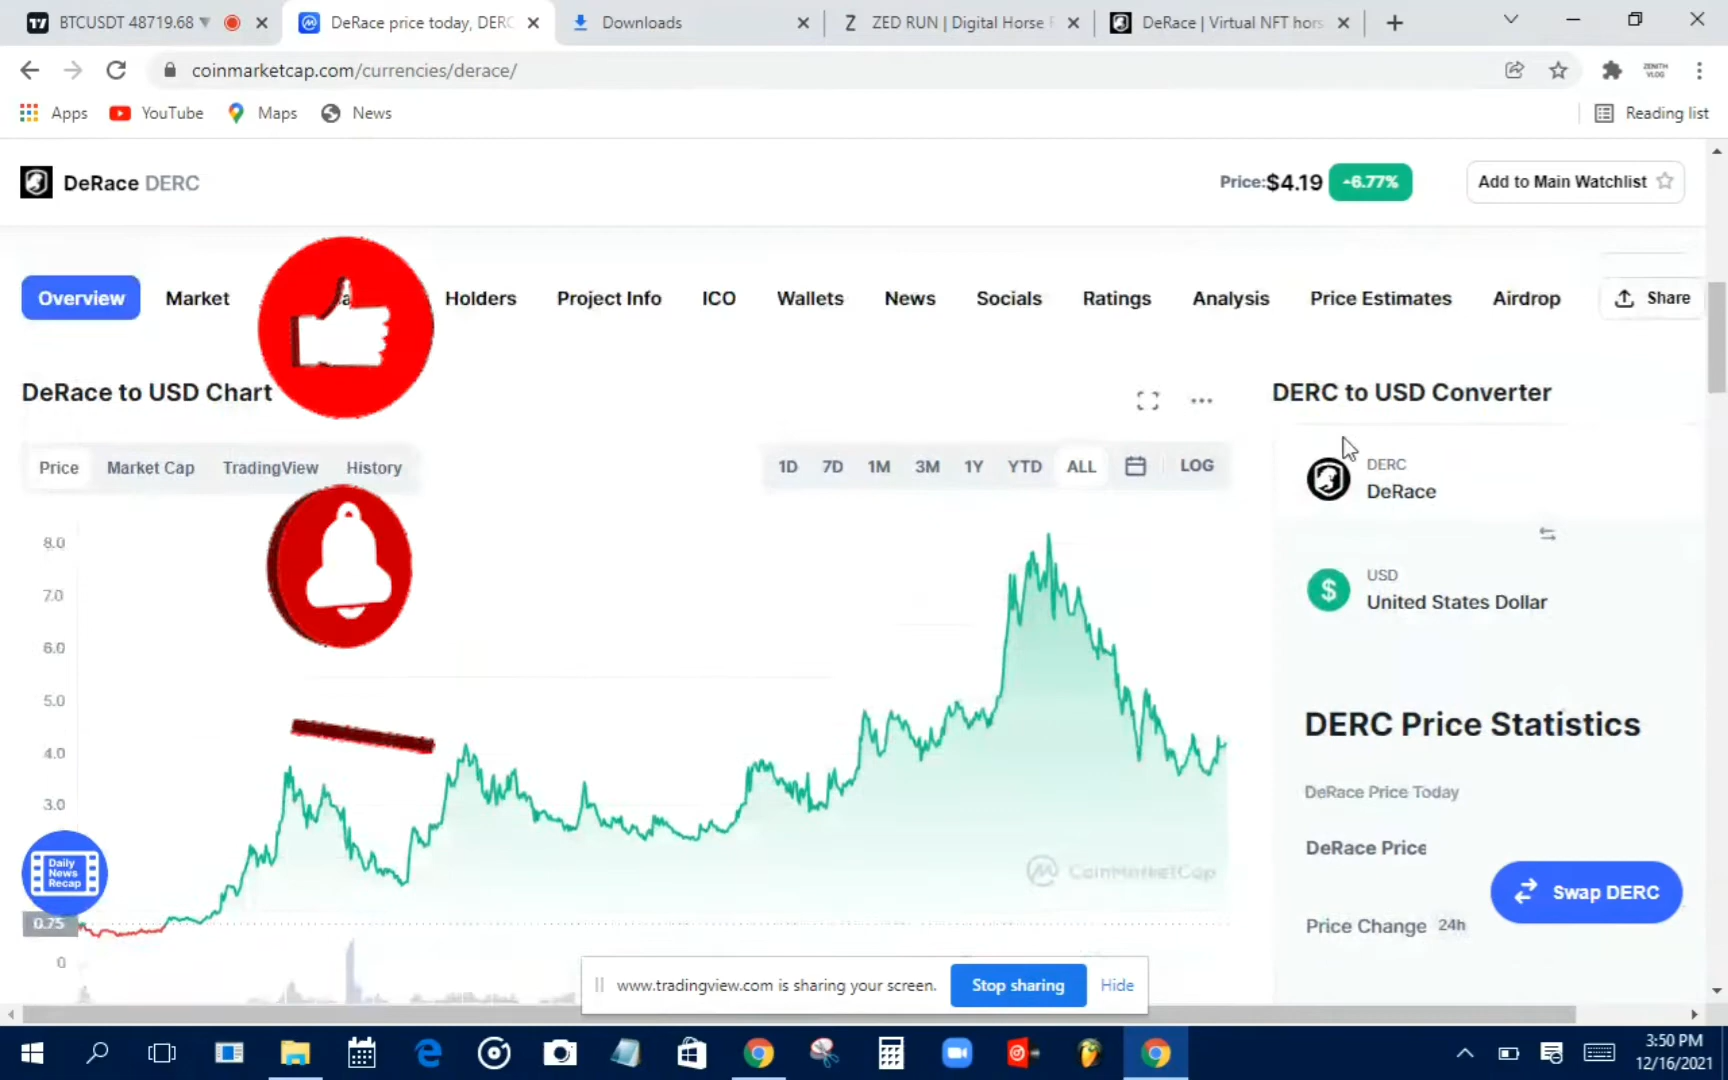 BTCUSDT 48719.68
DeRace price today, DERC
Downloads
ZED RUN | Digital Horse
DeRace | Virtual NFT hors
coinmarketcap.com/currencies/derace/
ZENITH
VLOG
Apps
YouTube
Maps
News
Reading list
DeRace DERC
Price:$4.19
6.77%
Add to Main Watchlist
Overview
Market
Holders
Project Info
ICO
Wallets
News
Socials
Ratings
Analysis
Price Estimates
Airdrop
Share
DeRace to USD Chart
Price
Market Cap
TradingView
History
1D
7D
1M
3M
1Y
YTD
ALL
LOG
8.0
7.0
6.0
5.0
4.0
3.0
0.75
0
CoinMarketCap
Daily
News
Recap
DERC to USD Converter
DERC
DeRace
$
USD
United States Dollar
DERC Price Statistics
DeRace Price Today
DeRace Price
Swap DERC
Price Change 24h
www.tradingview.com is sharing your screen.
Stop sharing
Hide
3:50 PM
12/16/2021